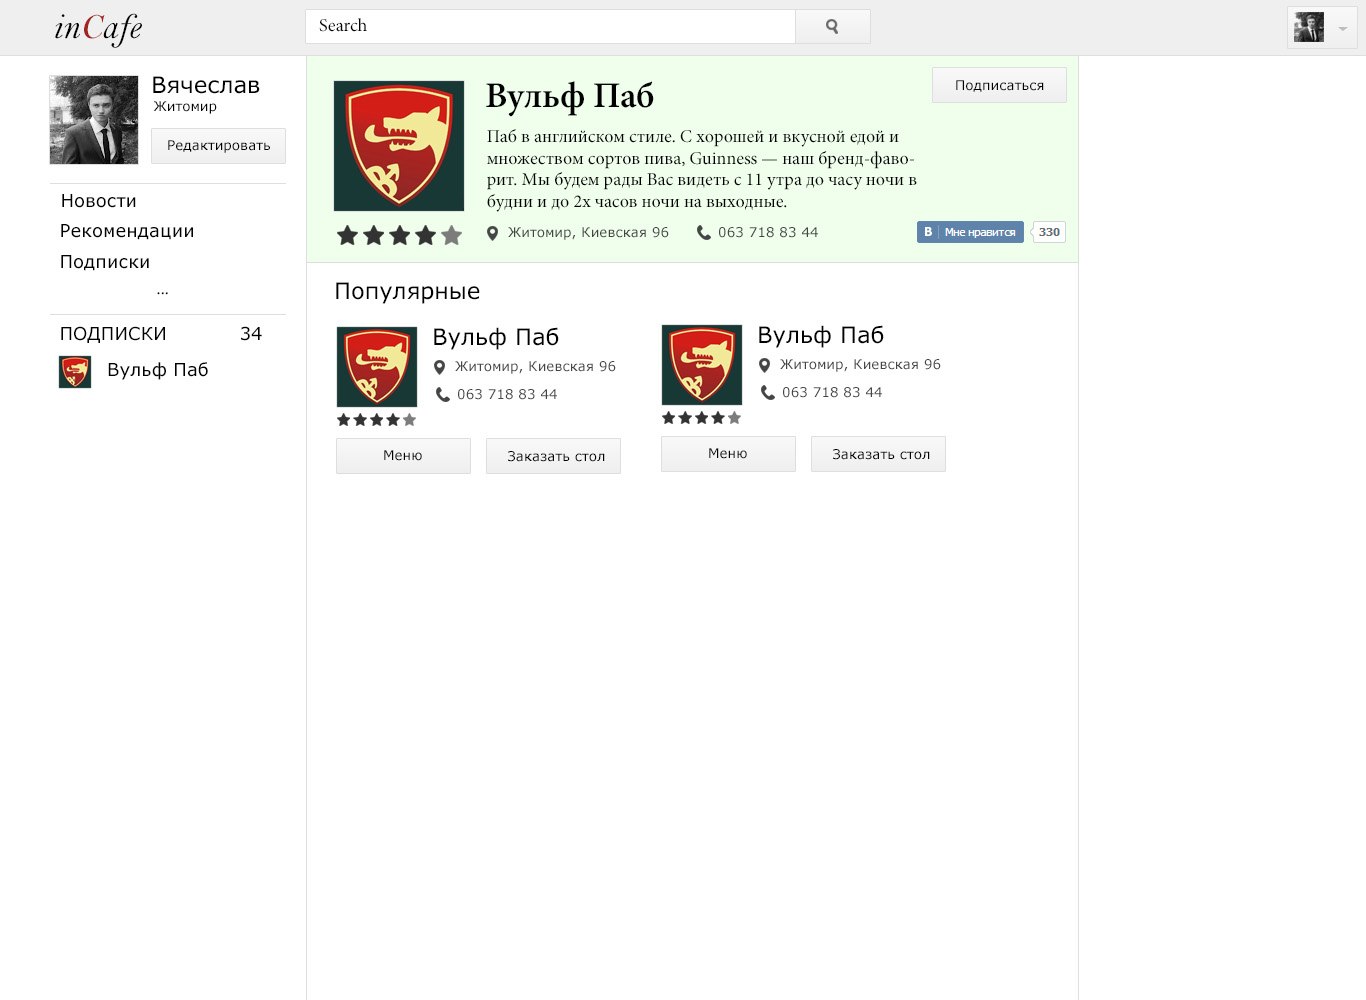 inCafe
Search
Вячеслав
Житомир
Редактировать
Новости
Рекомендации
Подписки
...
ПОДПИСКИ 34
Вульф Паб
Вульф Паб
Подписаться
Паб в английском стиле. С хорошей и вкусной едой и
множеством сортов пива, Guinness — наш бренд-фаво-
рит. Мы будем рады Вас видеть с 11 утра до часу ночи в
будни и до 2х часов ночи на выходные.
Житомир, Киевская 96 063 718 83 44
В Мне нравится 330
Популярные
Вульф Паб
Житомир, Киевская 96
063 718 83 44
Меню Заказать стол
Вульф Паб
Житомир, Киевская 96
063 718 83 44
Меню Заказать стол